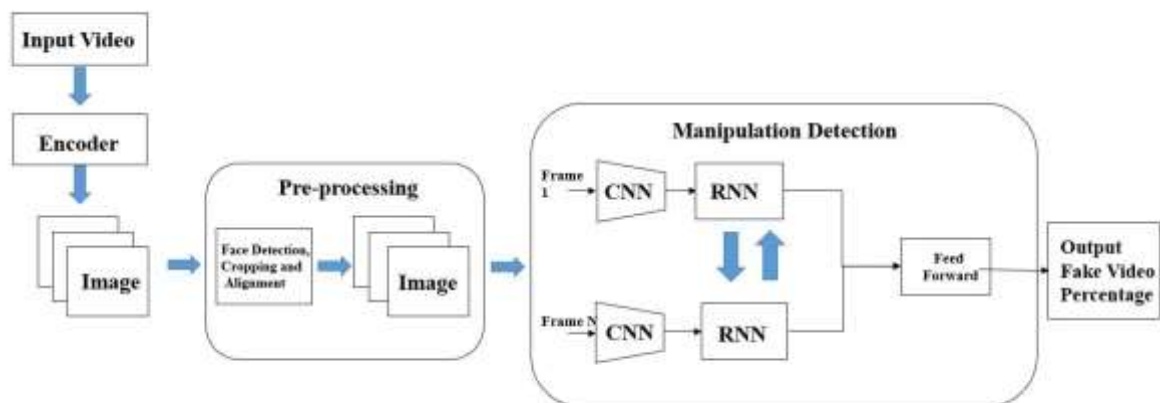 Input Video
Encoder
Image
Pre-processing
Face Detection,
Cropping and
Alignment
Image
Manipulation Detection
Frame
1
CNN
RNN
Frame N
CNN
RNN
Feed
Forward
Output
Fake Video
Percentage